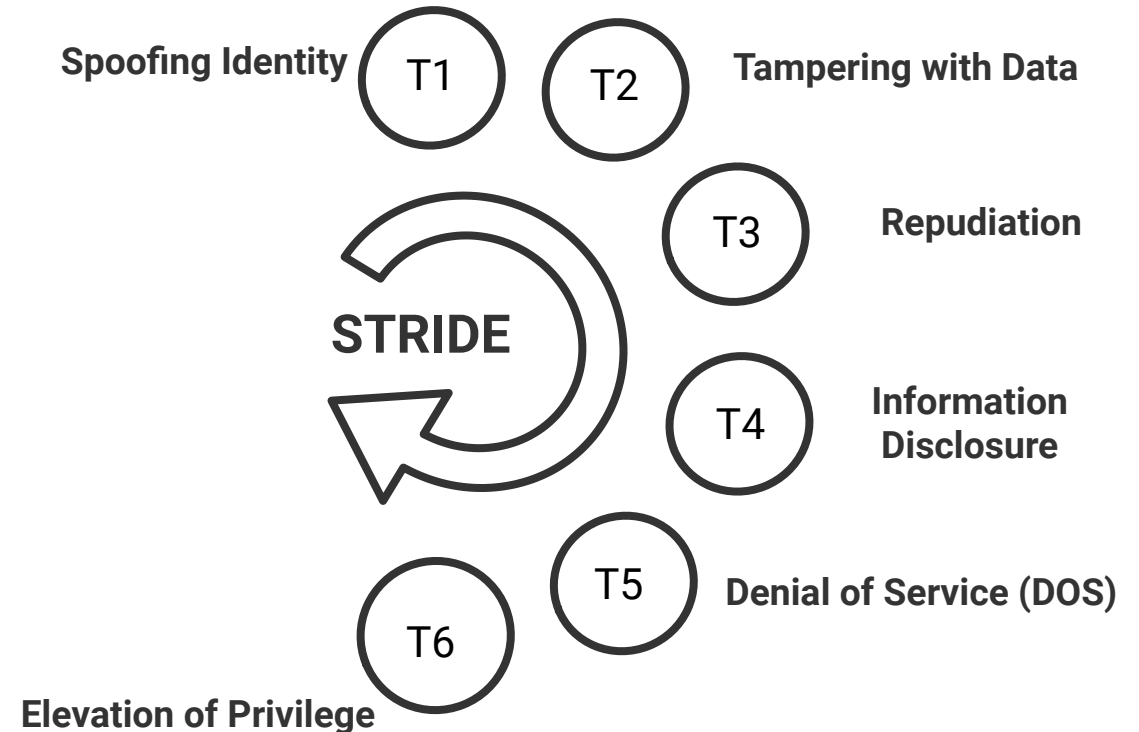 Spoofing Identity
T1
T2
Tampering with Data
T3
Repudiation
STRIDE
T4
Information
Disclosure
T5
Denial of Service (DOS)
T6
Elevation of Privilege